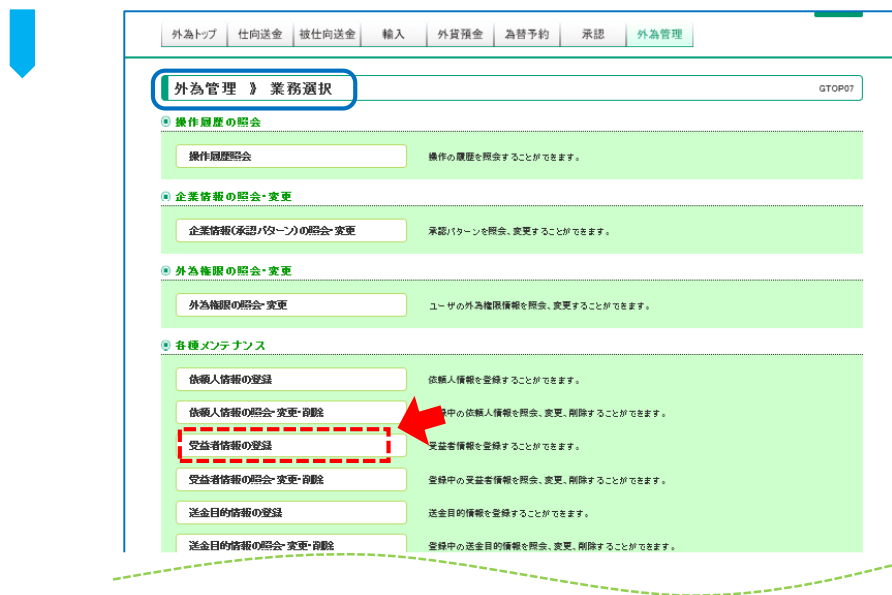 外為トップ 仕向送金 被仕向送金 輸入 外貨預金 為替予約 承認 外為管理
外為管理 》 業務選択 GTOP07
操作履歴の照会
操作履歴照会 操作の履歴を照会することができます。
企業情報の照会・変更
企業情報(承認パターン)の照会・変更 承認パターンを照会、変更することができます。
外為権限の照会・変更
外為権限の照会・変更 ユーザの外為権限情報を照会、変更することができます。
各種メンテナンス
依頼人情報の登録 依頼人情報を登録することができます。
依頼人情報の照会・変更・削除 録中の依頼人情報を照会、変更、削除することができます。
受益者情報の登録 受益者情報を登録することができます。
受益者情報の照会・変更・削除 登録中の受益者情報を照会、変更、削除することができます。
送金目的情報の登録 送金目的情報を登録することができます。
送金目的情報の照会・変更・削除 登録中の送金目的情報を照会、変更、削除することができます。